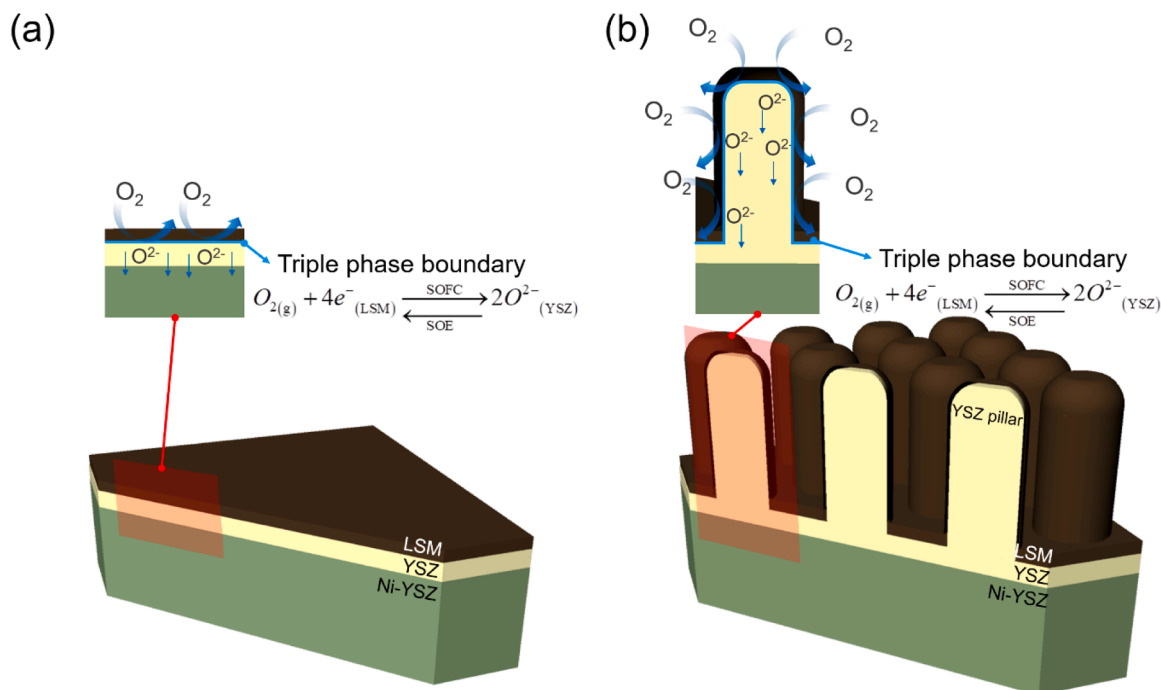 (a)
O2 O2
O2- O2-
Triple phase boundary
O2(g) + 4e−(LSM) SOFC ⇌ SOE 2O2−(YSZ)
LSM
YSZ
Ni-YSZ
(b)
O2 O2
O2-
O2 O2
O2- O2-
O2 O2
O2-
Triple phase boundary
O2(g) + 4e−(LSM) SOFC ⇌ SOE 2O2−(YSZ)
YSZ pillar
LSM
YSZ
Ni-YSZ